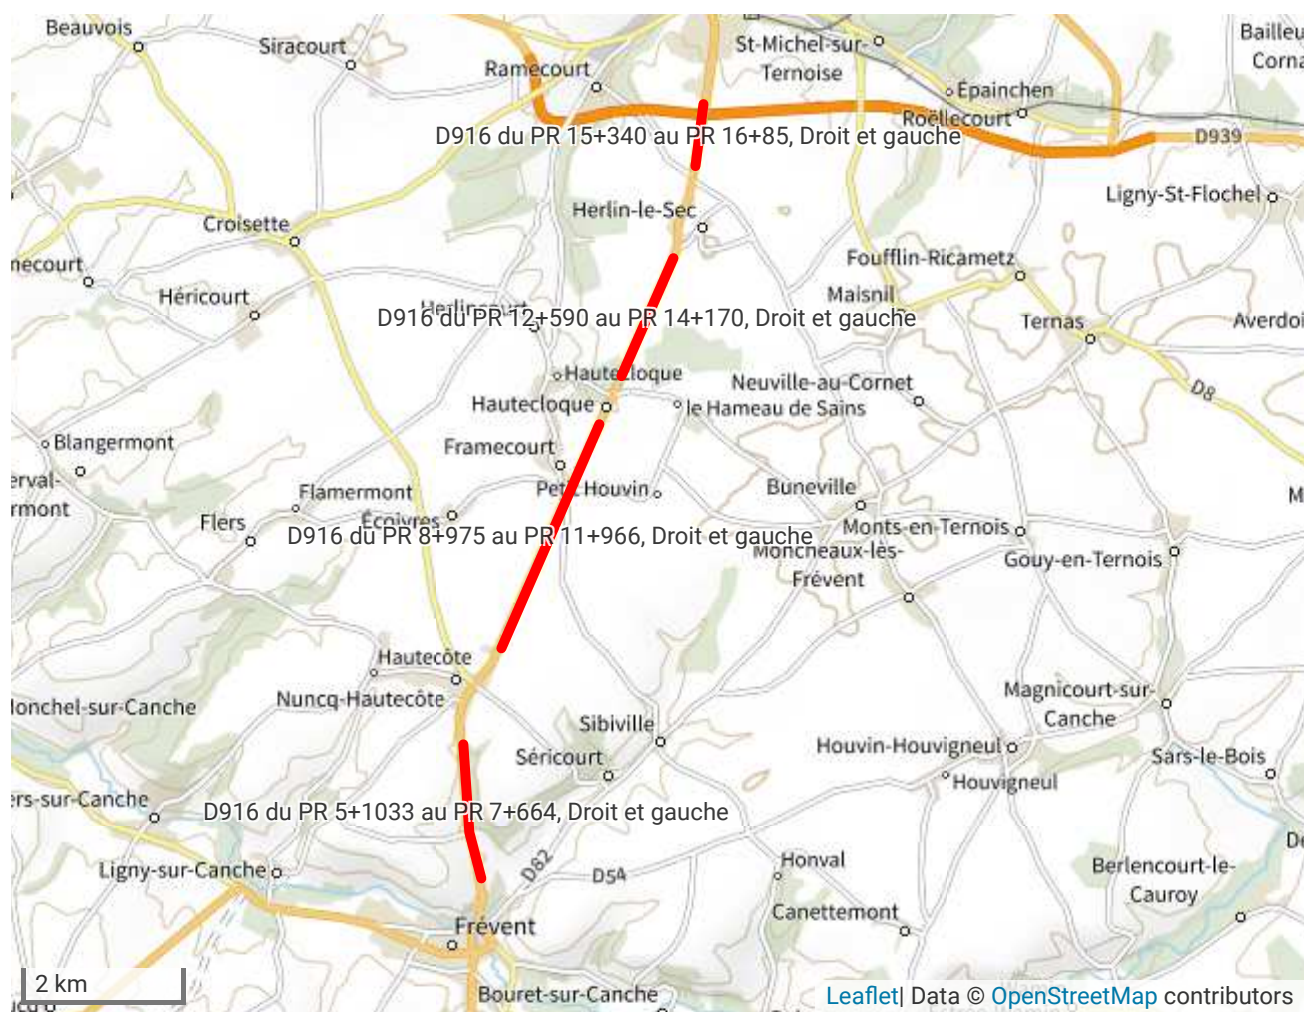 Beauvois
Siracourt
Ramecourt
St-Michel-sur-
Ternoise
Bailleu
Corna
Épainchen
Roëllecourt
D916 du PR 15+340 au PR 16+85, Droit et gauche
D939
Ligny-St-Flochel
Herlin-le-Sec
Croisette
necourt
Héricourt
Foufflin-Ricametz
Maisnil
Herlincourt
D916 du PR 12+590 au PR 14+170, Droit et gauche
Ternas
Averdoi
Hautecloque
Hautecloque
le Hameau de Sains
Neuville-au-Cornet
D8
Blangermont
Framecourt
erval-
rmont
Flamermont
Petit Houvin
Buneville
Flers
Écoivres
D916 du PR 8+975 au PR 11+966, Droit et gauche
Monts-en-Ternois
M
Moncheaux-lès-
Frévent
Gouy-en-Ternois
Hautecôte
Nuncq-Hautecôte
lonchel-sur-Canche
Sibiville
Séricourt
Magnicourt-sur-
Canche
Houvin-Houvigneul
Houvigneul
Sars-le-Bois
ers-sur-Canche
D916 du PR 5+1033 au PR 7+664, Droit et gauche
De
Ligny-sur-Canche
D82
D54
Honval
Berlencourt-le-
Cauroy
Canettemont
Frévent
2 km
Bouret-sur-Canche
Leaflet| Data © OpenStreetMap contributors